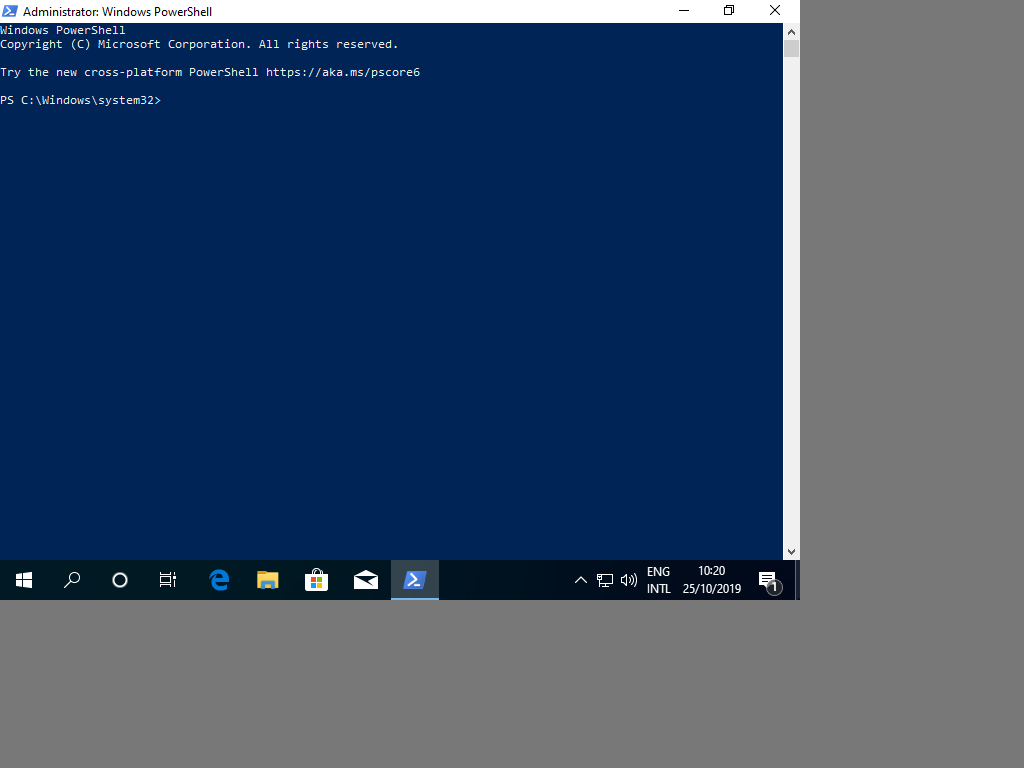 Administrator: Windows PowerShell
Windows PowerShell
Copyright (C) Microsoft Corporation. All rights reserved.
Try the new cross-platform PowerShell https://aka.ms/pscore6
PS C:\Windows\system32>
ENG
INTL
10:20
25/10/2019
1